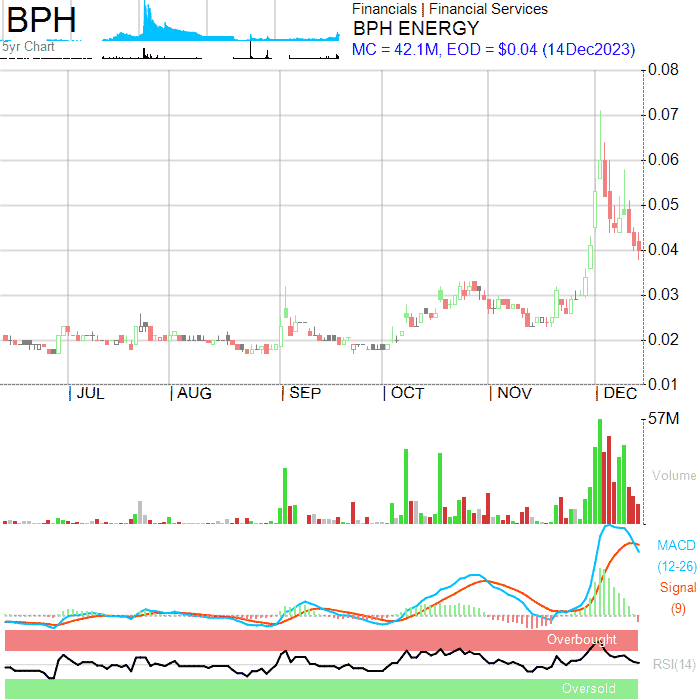 BPH
5yr Chart
Financials | Financial Services
BPH ENERGY
MC = 42.1M, EOD = $0.04 (14Dec2023)
0.08
0.07
0.06
0.05
0.04
0.03
0.02
0.01
JUL AUG SEP OCT NOV DEC
57M
Volume
MACD
(12-26)
Signal
(9)
Overbought
RSI(14)
Oversold